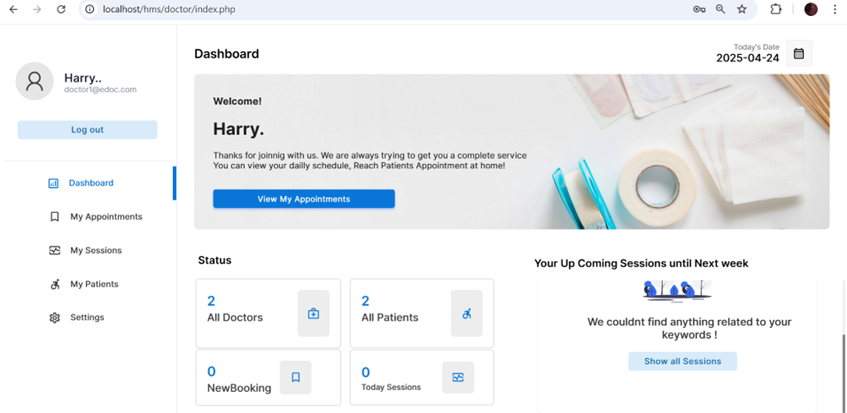 localhost/hms/doctor/index.php
Harry..
doctor1@edoc.com
Log out
Dashboard
My Appointments
My Sessions
My Patients
Settings
Dashboard
Today's Date
2025-04-24
Welcome!
Harry.
Thanks for joinnig with us. We are always trying to get you a complete service
You can view your dailly schedule, Reach Patients Appointment at home!
View My Appointments
Status
2
All Doctors
2
All Patients
0
NewBooking
0
Today Sessions
Your Up Coming Sessions until Next week
We couldnt find anything related to your
keywords !
Show all Sessions